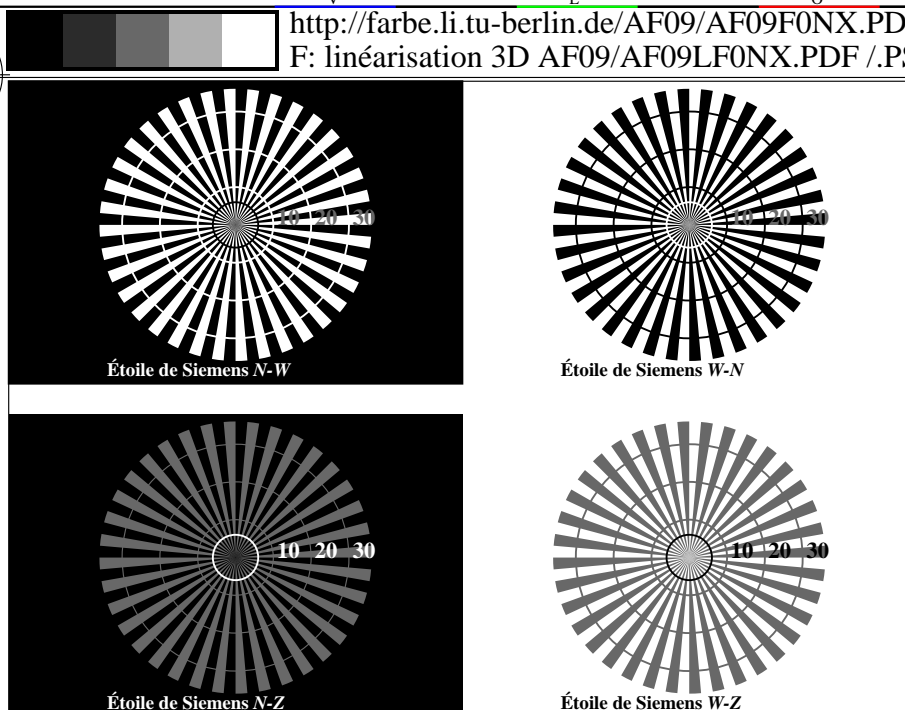 http://farbe.li.tu-berlin.de/AF09/AF09F0NX.PD
F: linéarisation 3D AF09/AF09LF0NX.PDF /.PS
10 20 30
10 20 30
Étoile de Siemens N-W
Étoile de Siemens W-N
10 20 30
10 20 30
Étoile de Siemens N-Z
Étoile de Siemens W-Z